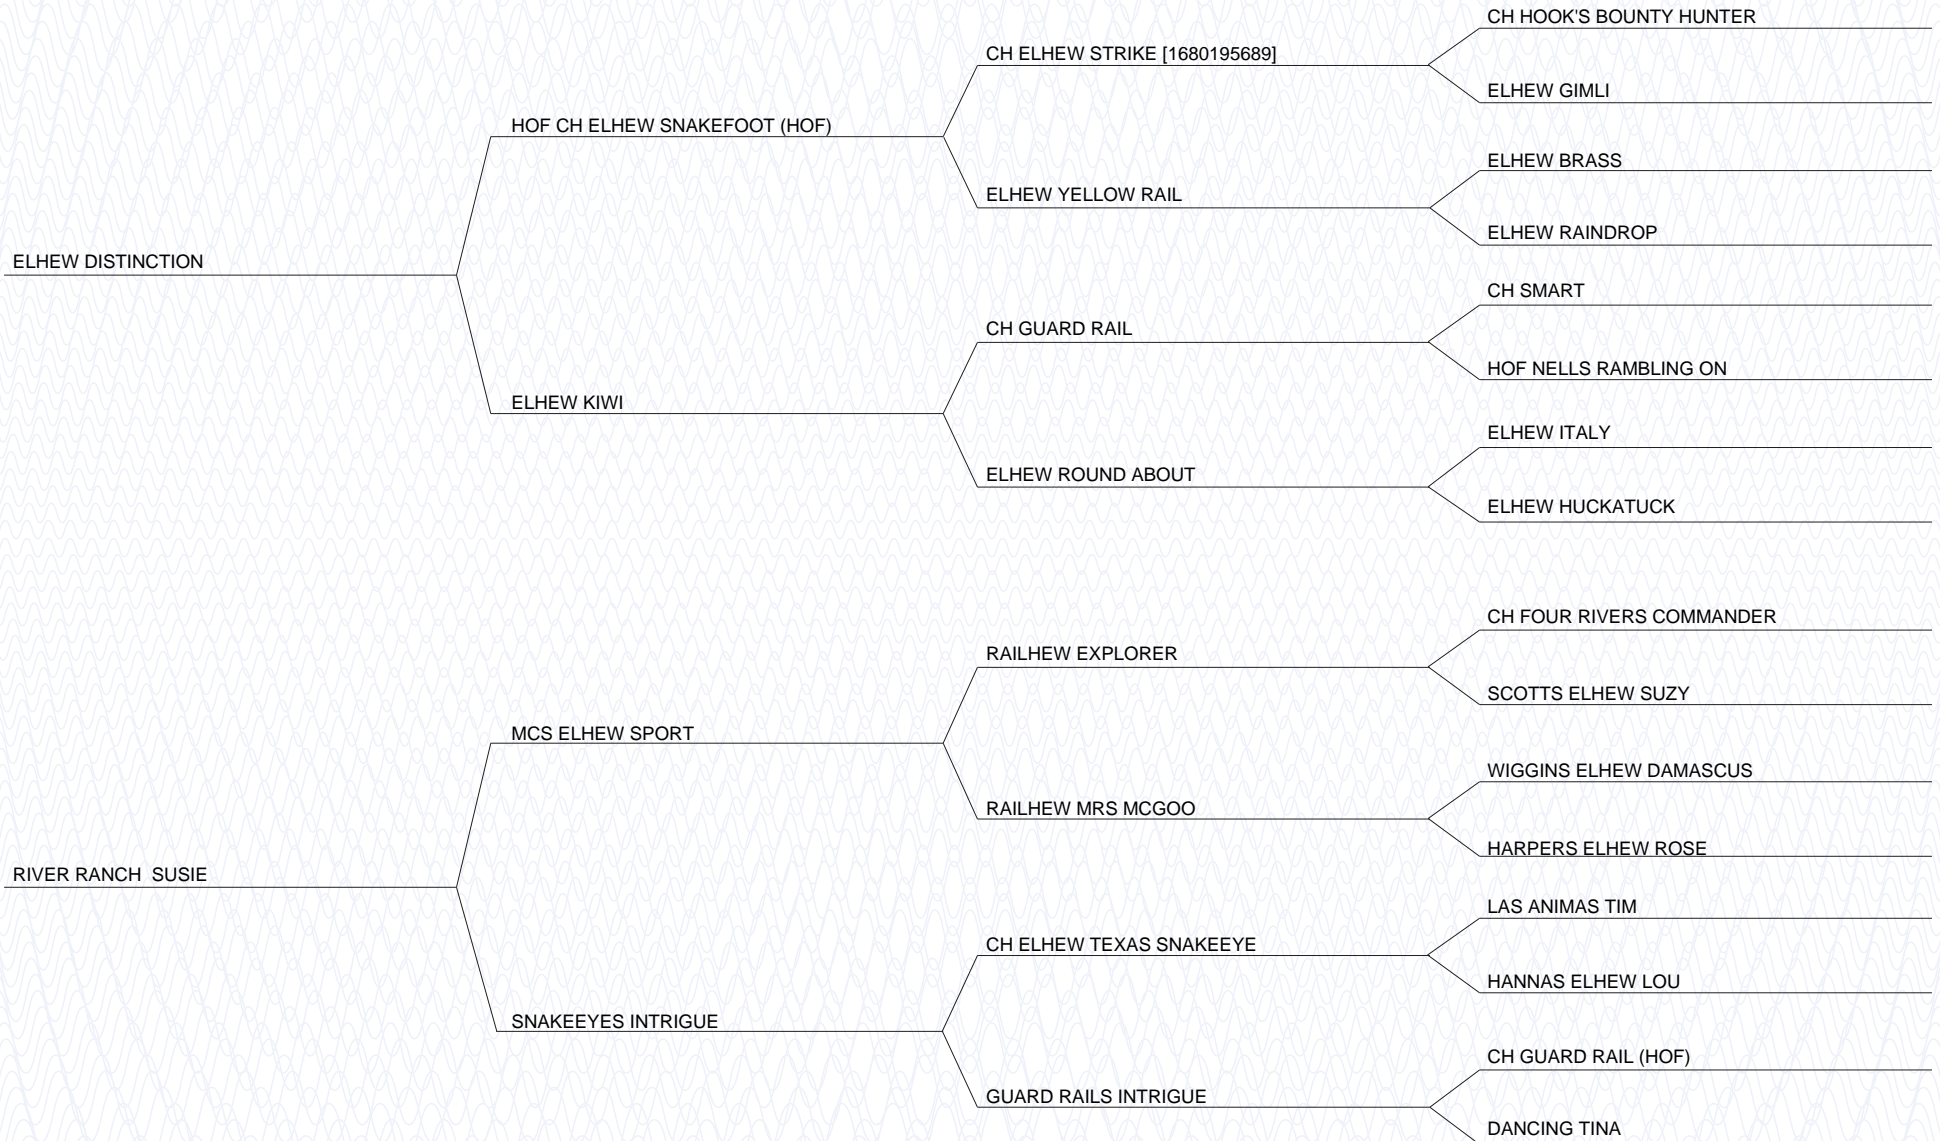 CH HOOK'S BOUNTY HUNTER
CH ELHEW STRIKE [1680195689]
ELHEW GIMLI
HOF CH ELHEW SNAKEFOOT (HOF)
ELHEW BRASS
ELHEW YELLOW RAIL
ELHEW RAINDROP
ELHEW DISTINCTION
CH SMART
CH GUARD RAIL
HOF NELLS RAMBLING ON
ELHEW KIWI
ELHEW ITALY
ELHEW ROUND ABOUT
ELHEW HUCKATUCK
CH FOUR RIVERS COMMANDER
RAILHEW EXPLORER
SCOTTS ELHEW SUZY
MCS ELHEW SPORT
WIGGINS ELHEW DAMASCUS
RAILHEW MRS MCGOO
HARPERS ELHEW ROSE
RIVER RANCH  SUSIE
LAS ANIMAS TIM
CH ELHEW TEXAS SNAKEEYE
HANNAS ELHEW LOU
SNAKEEYES INTRIGUE
CH GUARD RAIL (HOF)
GUARD RAILS INTRIGUE
DANCING TINA